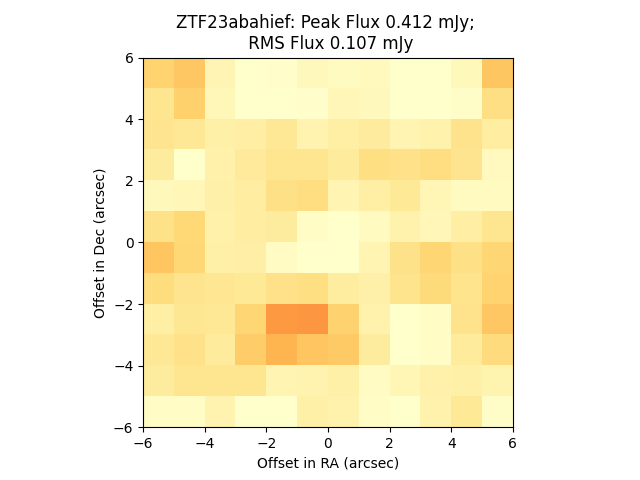 ZTF23abahief: Peak Flux 0.412 mJy;
RMS Flux 0.107 mJy
6
4
2
0
−2
−4
−6
Offset in Dec (arcsec)
−6 −4 −2 0 2 4 6
Offset in RA (arcsec)